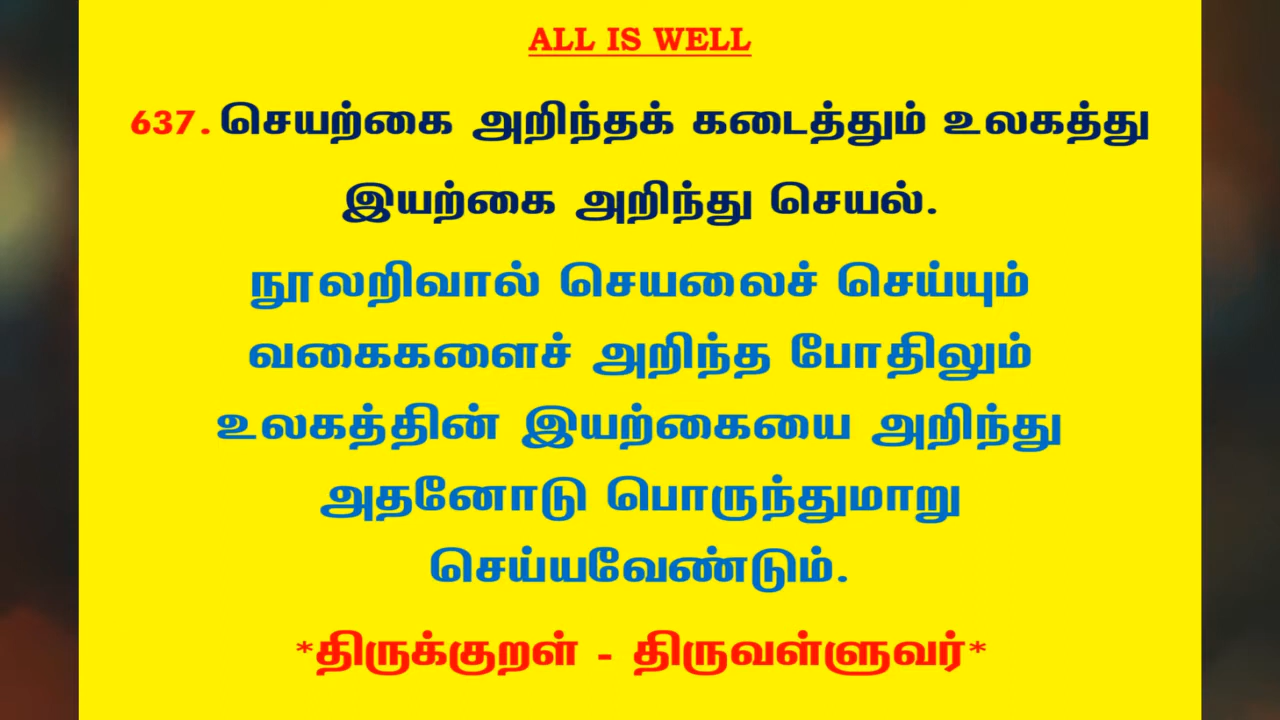 ALL IS WELL
637. செயற்கை அறிந்தக் கடைத்தும் உலகத்து
இயற்கை அறிந்து செயல்.
நூலறிவால் செயலைச் செய்யும்
வகைகளைச் அறிந்த போதிலும்
உலகத்தின் இயற்கையை அறிந்து
அதனோடு பொருந்துமாறு
செய்யவேண்டும்.
*திருக்குறள் - திருவள்ளுவர்*